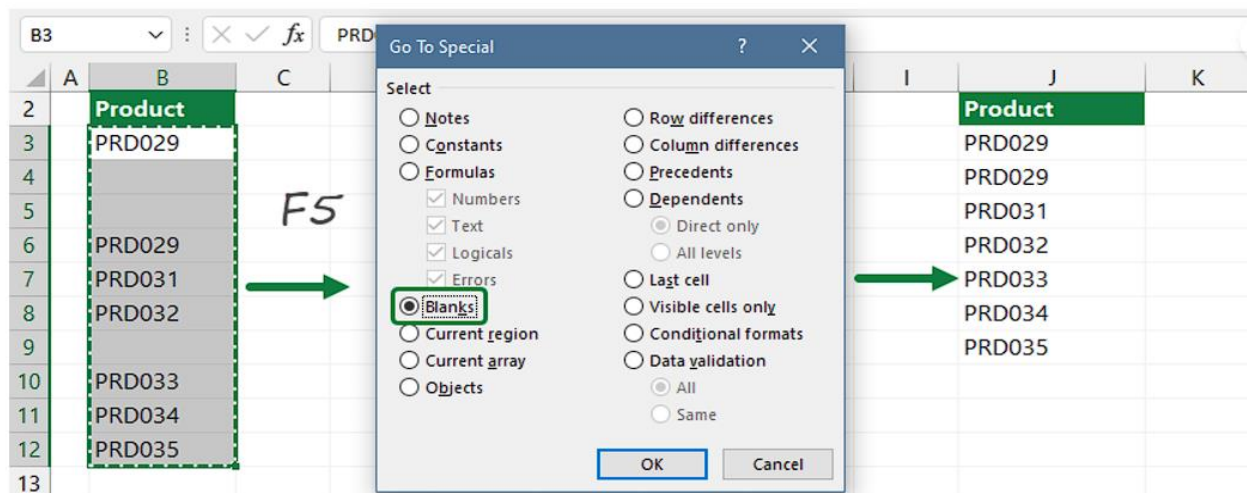 B3
fx
PRD
Go To Special
?
A
B
C
I
J
K
2
Product
Product
3
PRD029
PRD029
4
PRD029
5
PRD031
6
PRD029
PRD032
7
PRD031
PRD033
8
PRD032
PRD034
9
PRD035
10
PRD033
11
PRD034
12
PRD035
13
F5
Select
Notes
Constants
Formulas
Numbers
Text
Logicals
Errors
Blanks
Current region
Current array
Objects
Row differences
Column differences
Precedents
Dependents
Direct only
All levels
Last cell
Visible cells only
Conditional formats
Data validation
All
Same
OK
Cancel